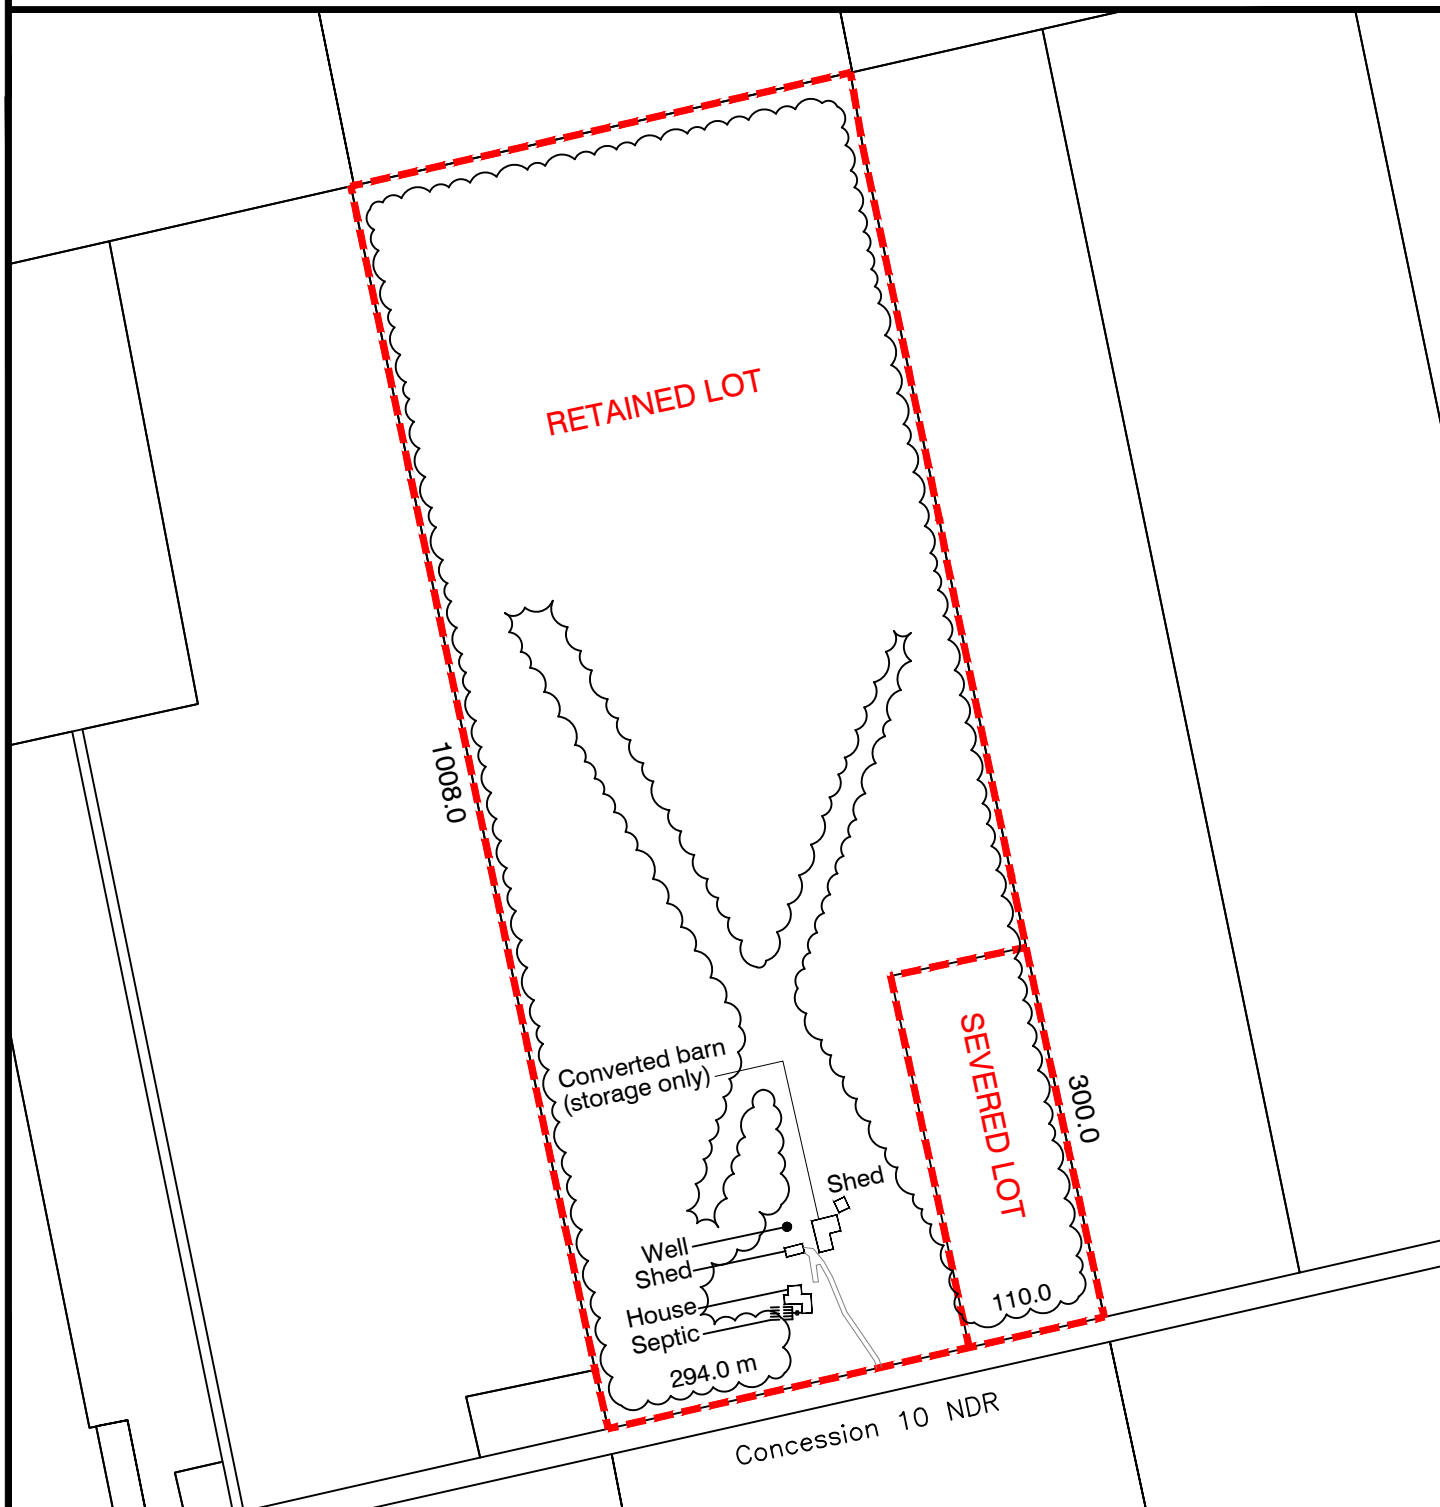 RETAINED LOT
1008.0
Converted barn
(storage only)
SEVERED LOT
300.0
Shed
Well
Shed
House
Septic
110.0
294.0 m
Concession 10 NDR